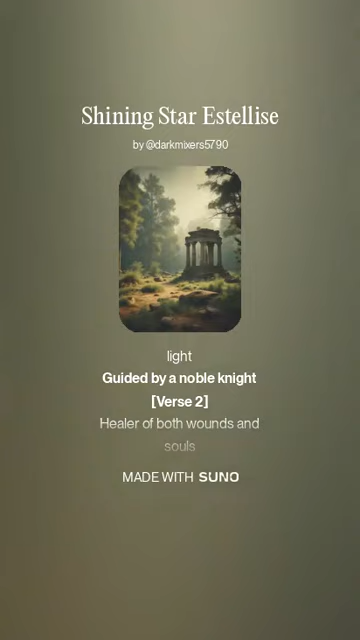 Shining Star Estellise
by @darkmixers5790
light
Guided by a noble knight
[Verse 2]
Healer of both wounds and
souls
MADE WITH SUNO